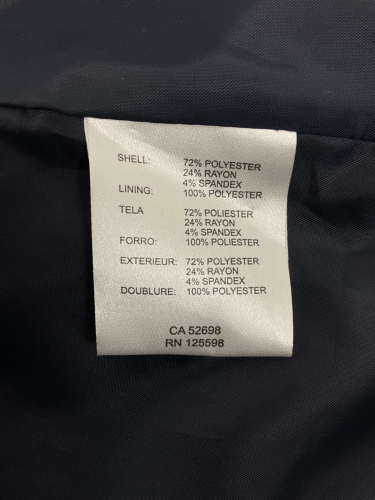 SHELL: 72% POLYESTER
24% RAYON
4% SPANDEX
LINING: 100% POLYESTER
TELA 72% POLIESTER
24% RAYON
4% SPANDEX
FORRO: 100% POLIESTER
EXTERIEUR: 72% POLYESTER
24% RAYON
4% SPANDEX
DOUBLURE: 100% POLYESTER
CA 52698
RN 125598